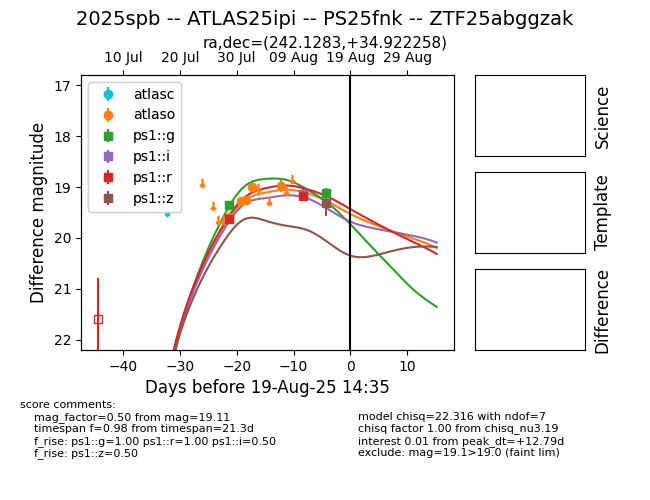 2025spb -- ATLAS25ipi -- PS25fnk -- ZTF25abggzak
ra,dec=(242.1283,+34.922258)
10 Jul 20 Jul 30 Jul 09 Aug 19 Aug 29 Aug
atlasc
atlaso
ps1::g
ps1::i
ps1::r
ps1::z
17
18
19
20
21
22
Difference magnitude
−40 −30 −20 −10 0 10
Days before 19-Aug-25 14:35
Science
Template
Difference
score comments:
mag_factor=0.50 from mag=19.11
timespan f=0.98 from timespan=21.3d
f_rise: ps1::g=1.00 ps1::r=1.00 ps1::i=0.50
f_rise: ps1::z=0.50
model chisq=22.316 with ndof=7
chisq factor 1.00 from chisq_nu3.19
interest 0.01 from peak_dt=+12.79d
exclude: mag=19.1>19.0 (faint lim)